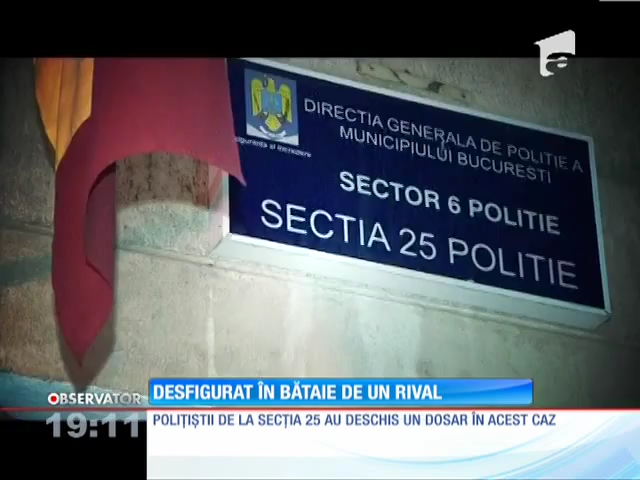 DIRECTIA GENERALA DE POLITIE A
MUNICIPIULUI BUCURESTI
SECTOR 6 POLITIE
SECTIA 25 POLITIE
OBSERVATOR
DESFIGURAT ÎN BĂTAIE DE UN RIVAL
19:11
POLIȚIȘTII DE LA SECȚIA 25 AU DESCHIS UN DOSAR ÎN ACEST CAZ